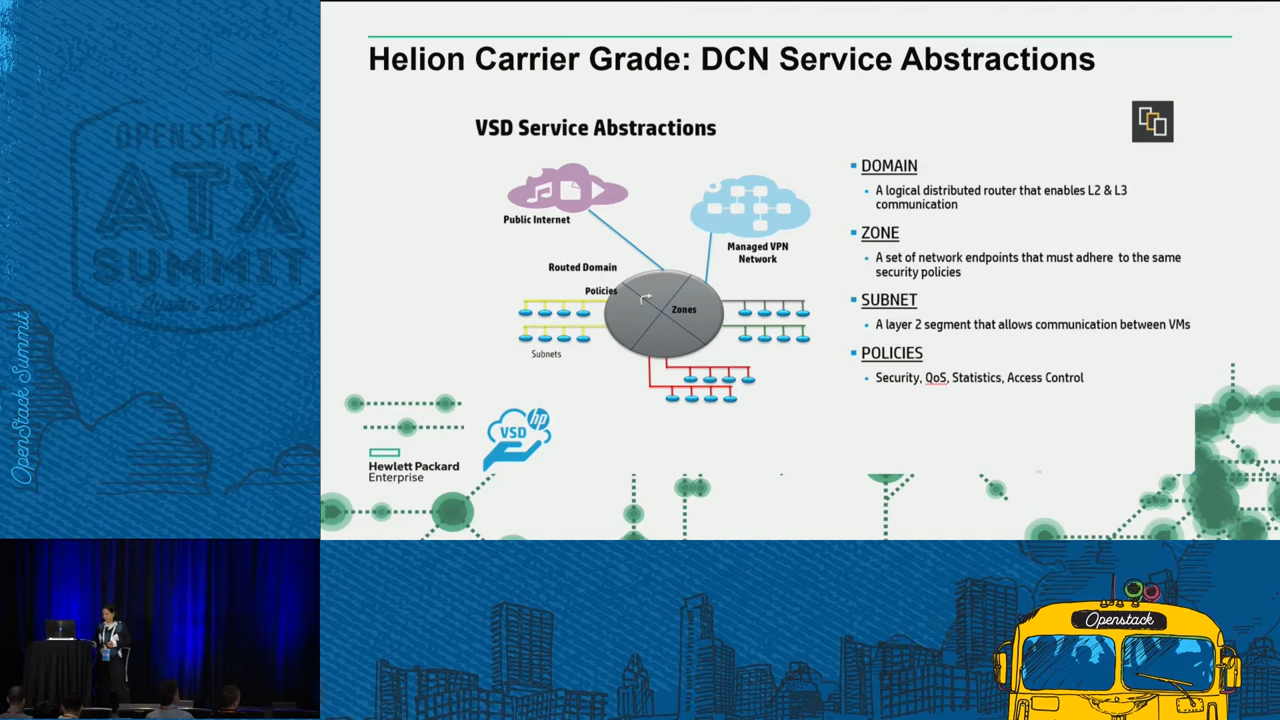 Helion Carrier Grade: DCN Service Abstractions
VSD Service Abstractions
Public Internet
Managed VPN
Network
Routed Domain
Policies
Zones
Subnets
DOMAIN
A logical distributed router that enables L2 & L3
communication
ZONE
A set of network endpoints that must adhere to the same
security policies
SUBNET
A layer 2 segment that allows communication between VMs
POLICIES
Security, QoS, Statistics, Access Control
VSD
hp
Hewlett Packard
Enterprise
OPENSTACK
ATX
SUMMIT
OpenStack Summit
Openstack